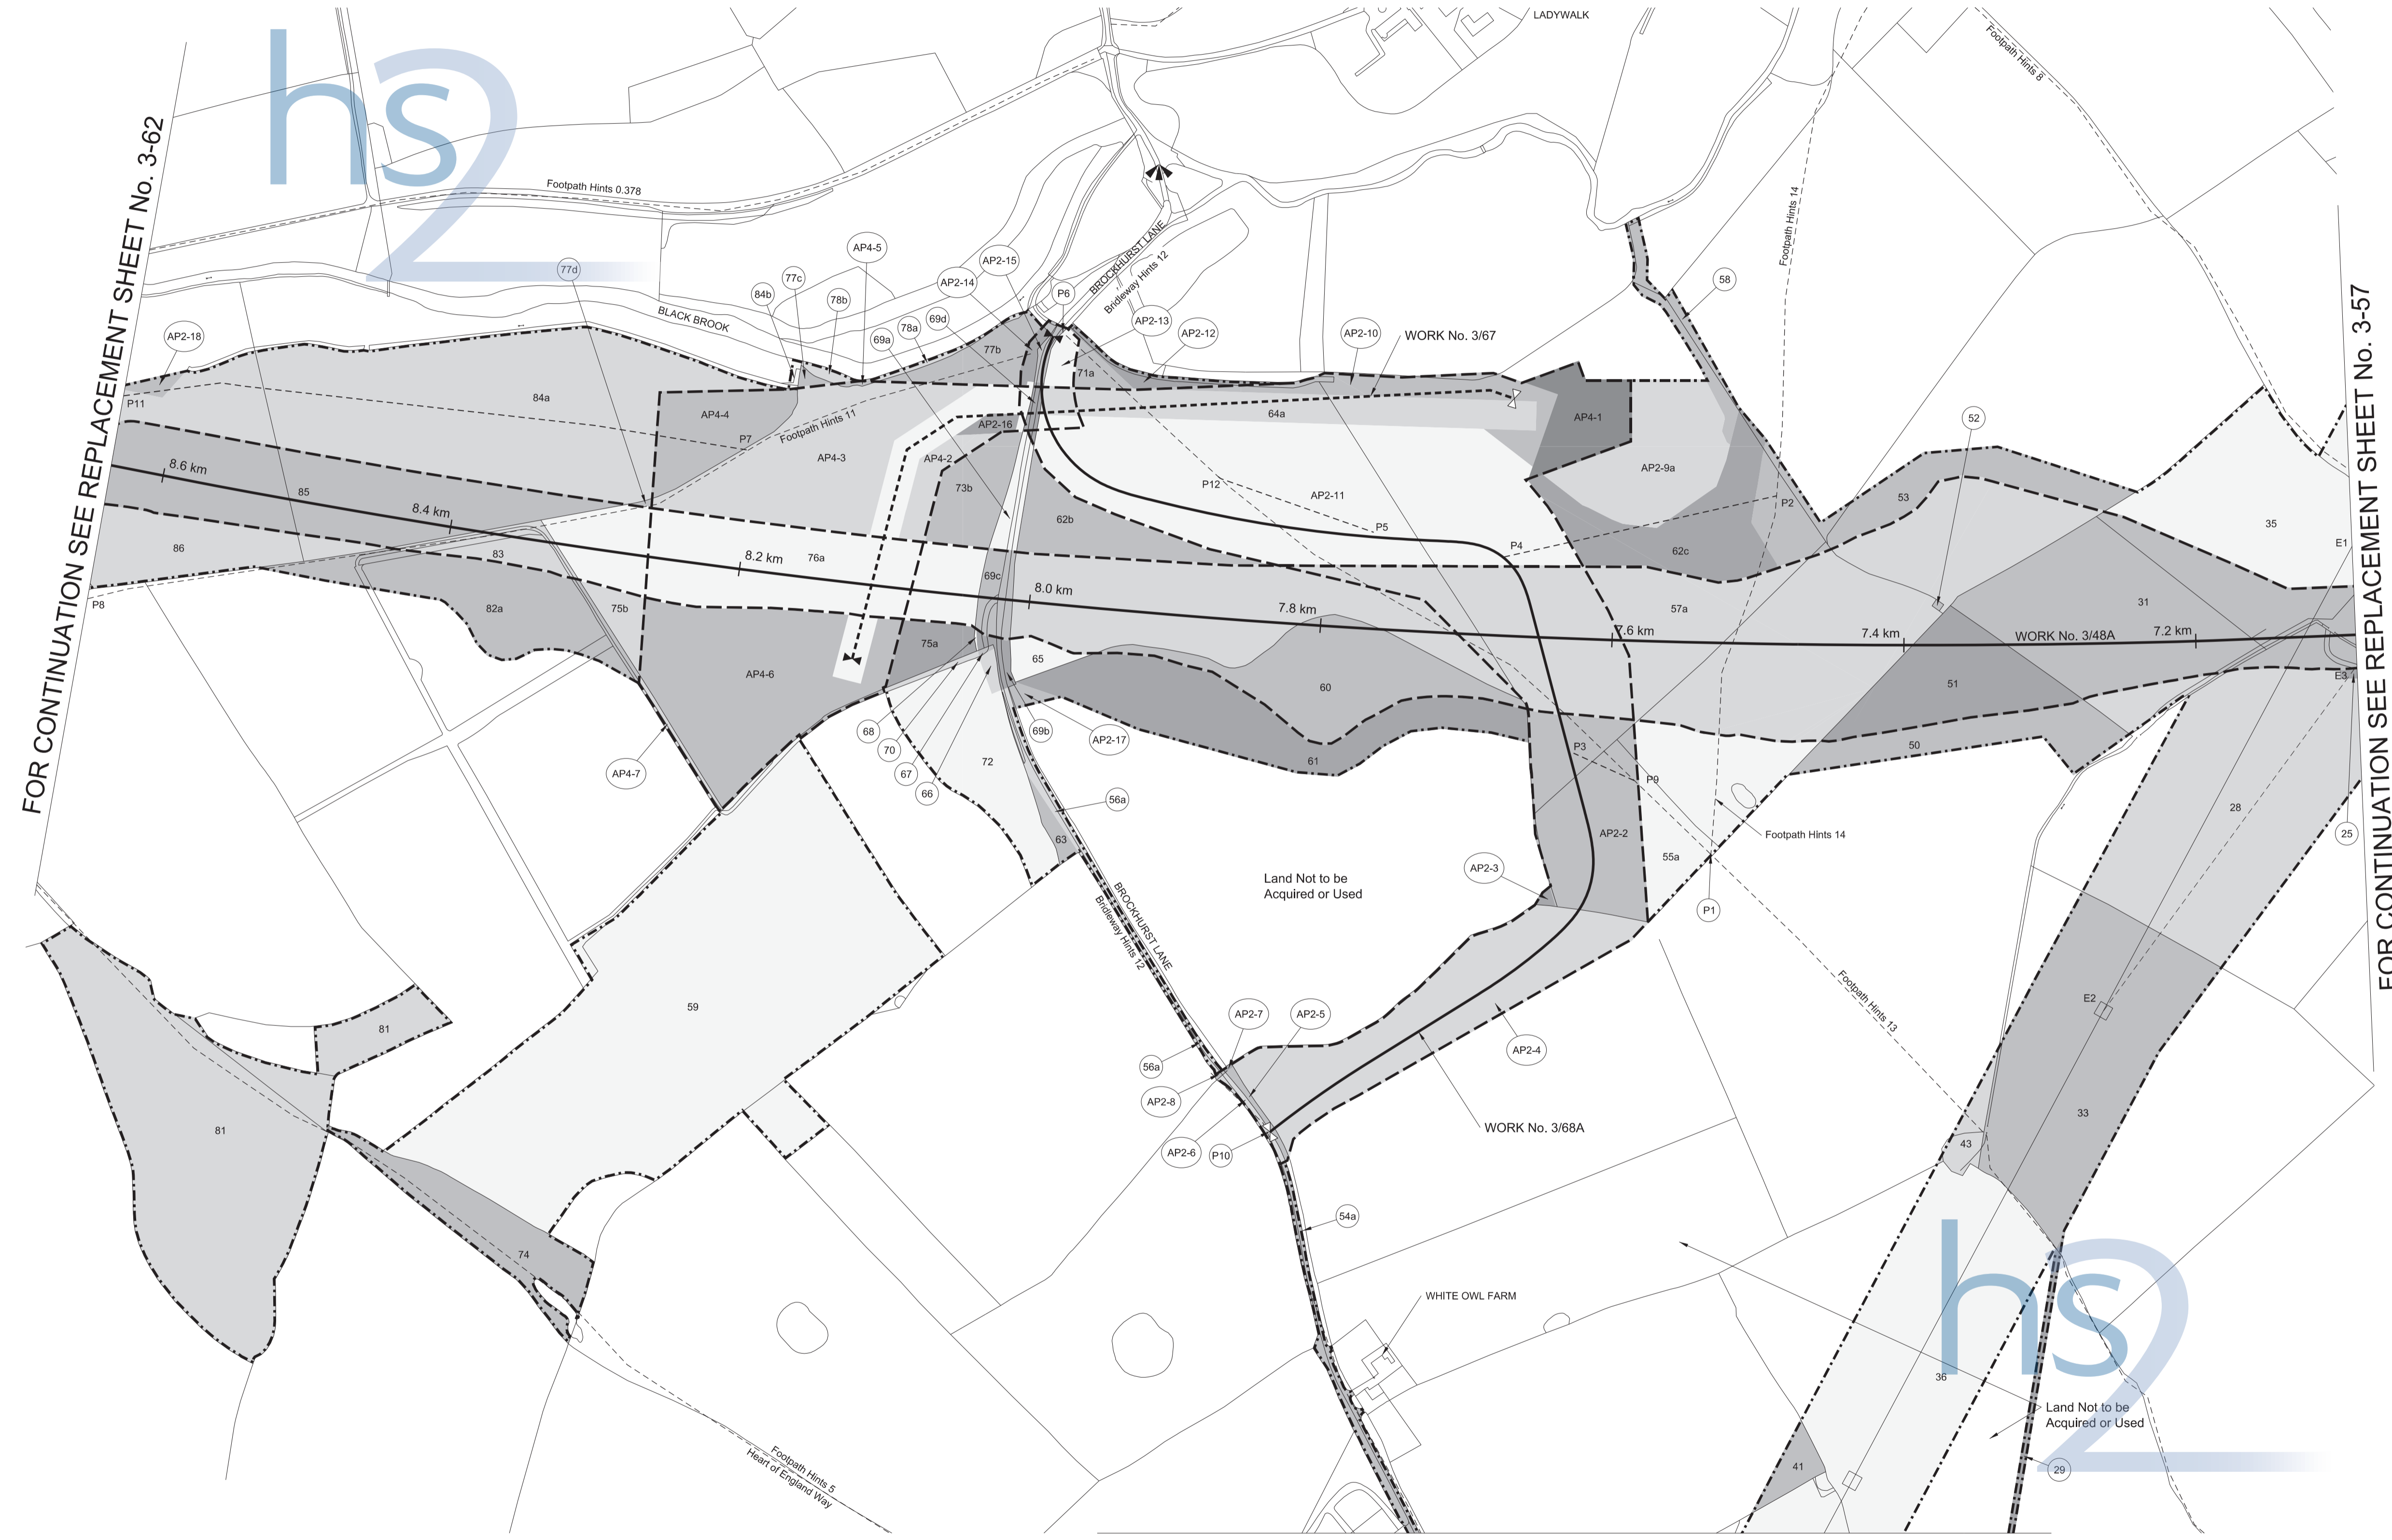 LADYWALK
hs2
Footpath Hints 8
FOR CONTINUATION SEE REPLACEMENT SHEET No. 3-62
Footpath Hints 0.378
Footpath Hints 14
BROCKHURST LANE
Bridleway Hints 12
AP4-5
AP2-15
77d
77c
AP2-14
84b
78b
P6
58
BLACK BROOK
78a
69d
69a
AP2-13
AP2-12
AP2-10
WORK No. 3/67
AP2-18
77b
71a
P11
84a
AP4-4
P7
Footpath Hints 11
AP2-16
64a
AP4-1
52
AP4-3
AP4-2
AP2-9a
8.6 km
85
73b
P12
AP2-11
P2
53
8.4 km
62b
P5
35
86
83
8.2 km
76a
P4
62c
E1
69c
8.0 km
P8
82a
75b
7.8 km
57a
31
7.6 km
7.4 km
WORK No. 3/48A
7.2 km
75a
65
AP4-6
60
51
E3
68
69b
AP2-17
70
P3
50
AP4-7
67
72
61
P9
66
56a
28
63
AP2-2
Footpath Hints 14
25
55a
AP2-3
Land Not to be
Acquired or Used
P1
BROCKHURST LANE
Bridleway Hints 12
FOR CONTINUATION SEE REPLACEMENT SHEET No. 3-57
59
E2
Footpath Hints 13
81
AP2-7
AP2-5
AP2-4
56a
AP2-8
33
81
WORK No. 3/68A
AP2-6
P10
43
54a
74
WHITE OWL FARM
hs2
36
Land Not to be
Acquired or Used
41
29
Footpath Hints 5
Heart of England Way